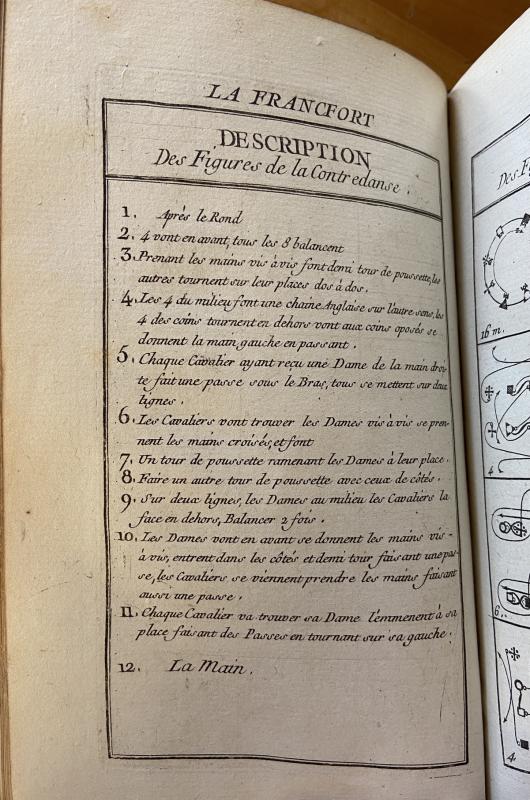 LA FRANCFORT
DESCRIPTION
Des Figures de la Contredanse.
1. Aprés le Rond
2. 4 vont en avant, tous les 8 balancent
3. Prenant les mains vis à vis font demi tour de poussette, les
autres tournent sur leur places dos à dos.
4. Les 4 du milieu font une chaîne Anglaise sur l'autre sens, les
4 des coins tournent en dehors vont aux coins oposés se
donnent la main gauche en passant.
5. Chaque Cavalier ayant reçu une Dame de la main droi-
te fait une passe sous le Bras, tous se mettent sur deux
lignes.
6. Les Cavaliers vont trouver les Dames vis à vis se pren-
nent les mains croisés, et font
7. Un tour de poussette ramenant les Dames à leur place.
8. Faire un autre tour de poussette avec ceux de côtés.
9. Sur deux lignes, les Dames au milieu les Cavaliers la
face en dehors, Balancer 2 fois.
10. Les Dames vont en avant se donnent les mains vis-
à vis, entrent dans les côtés et demi tour faisant une pas-
se, les Cavaliers se viennent prendre les mains faisant
aussi une passe.
11. Chaque Cavalier va trouver sa Dame l'emmenent à sa
place faisant des Passes en tournant sur sa gauche.
12. La Main.
Des F
16 m.
4
6.
4.